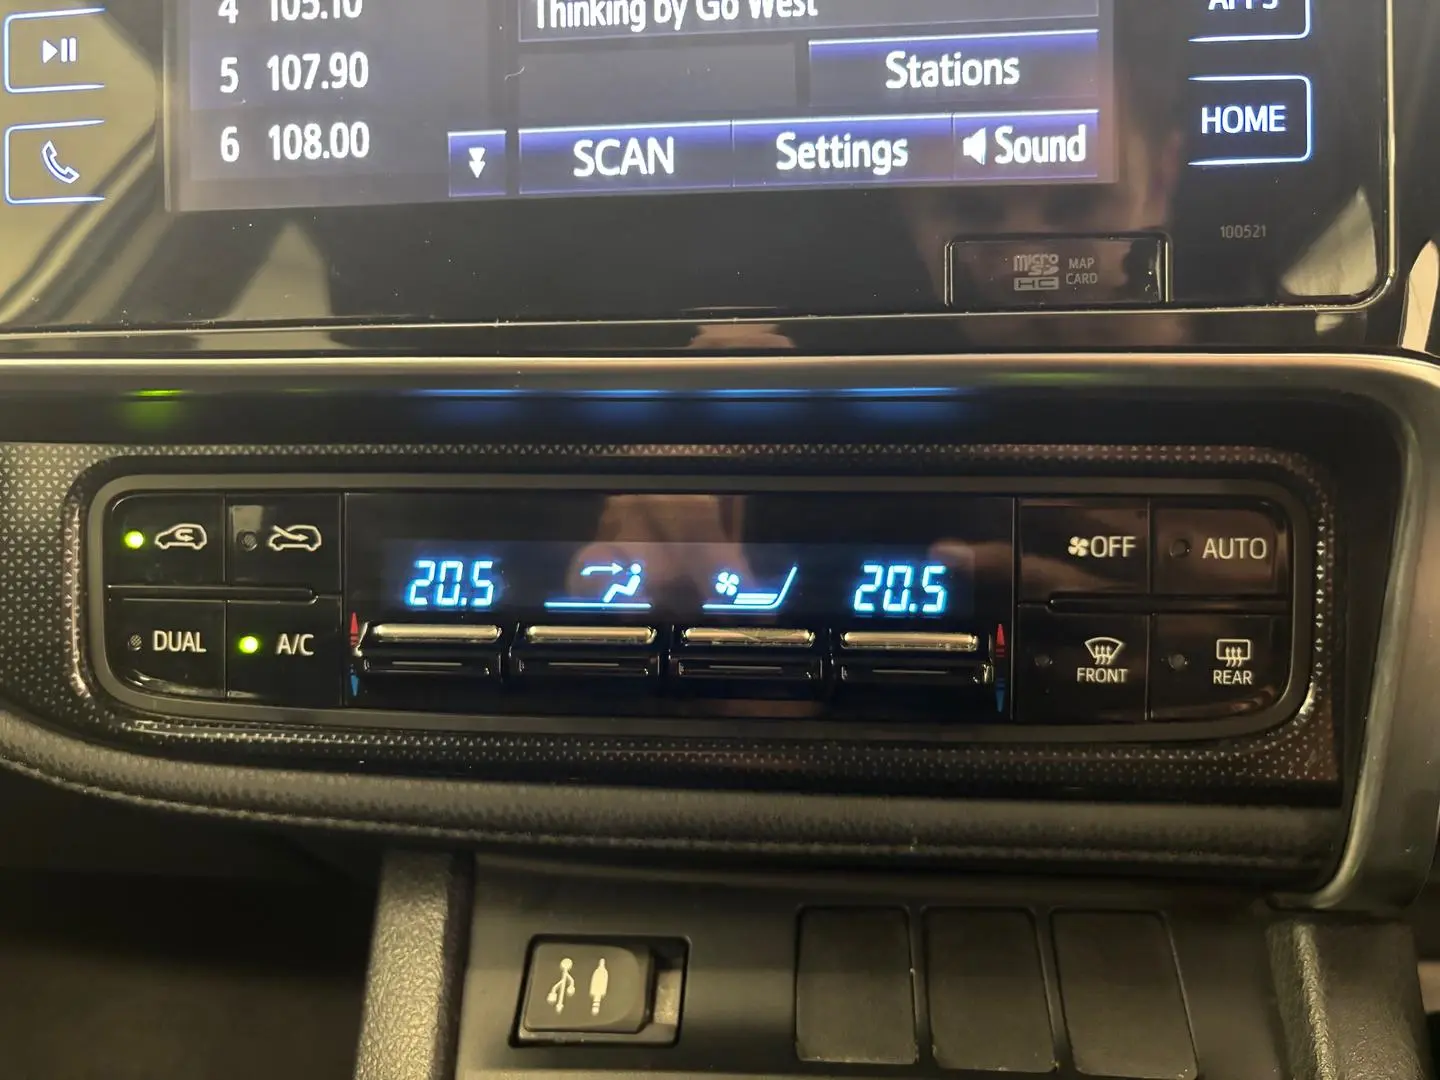 4 105.10
Thinking by Go West
APPS
5 107.90
Stations
6 108.00
SCAN
Settings
Sound
HOME
100521
micro
SD
HC
MAP
CARD
20.5
20.5
OFF
AUTO
DUAL
A/C
FRONT
REAR